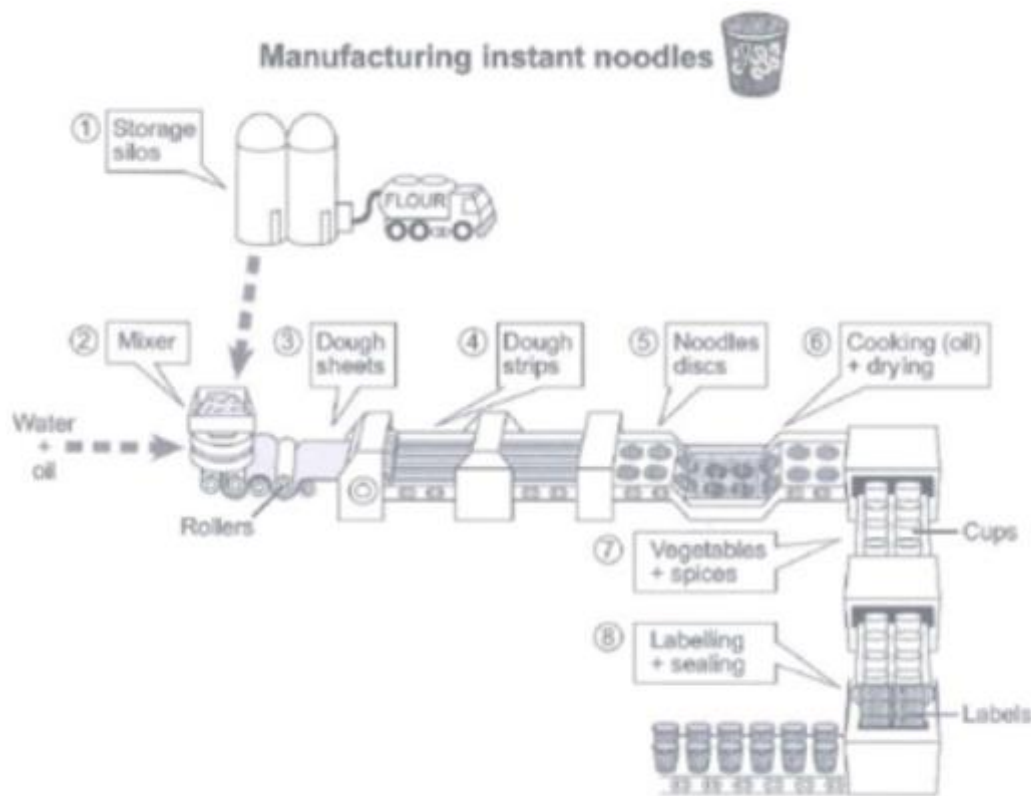 Manufacturing instant noodles
① Storage
silos
FLOUR
② Mixer
③ Dough
sheets
④ Dough
strips
⑤ Noodles
discs
⑥ Cooking (oil)
+ drying
Water
+
oil
Rollers
⑦ Vegetables
+ spices
Cups
⑧ Labelling
+ sealing
Labels